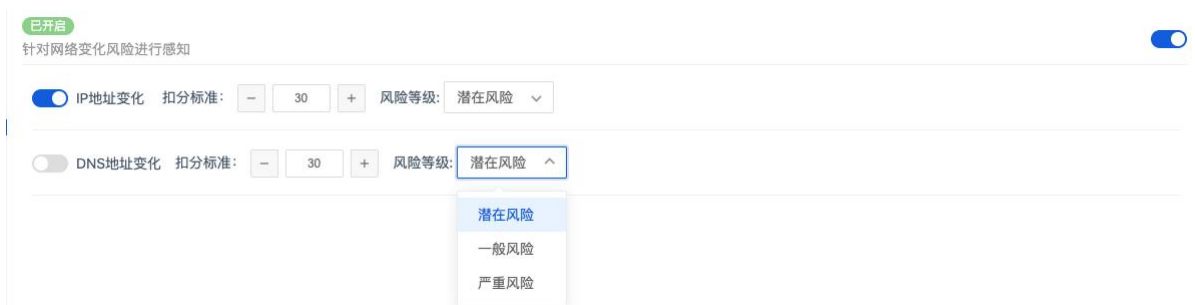 已开启
针对网络变化风险进行感知
IP地址变化 扣分标准: − 30 + 风险等级: 潜在风险
DNS地址变化 扣分标准: − 30 + 风险等级: 潜在风险
潜在风险
一般风险
严重风险